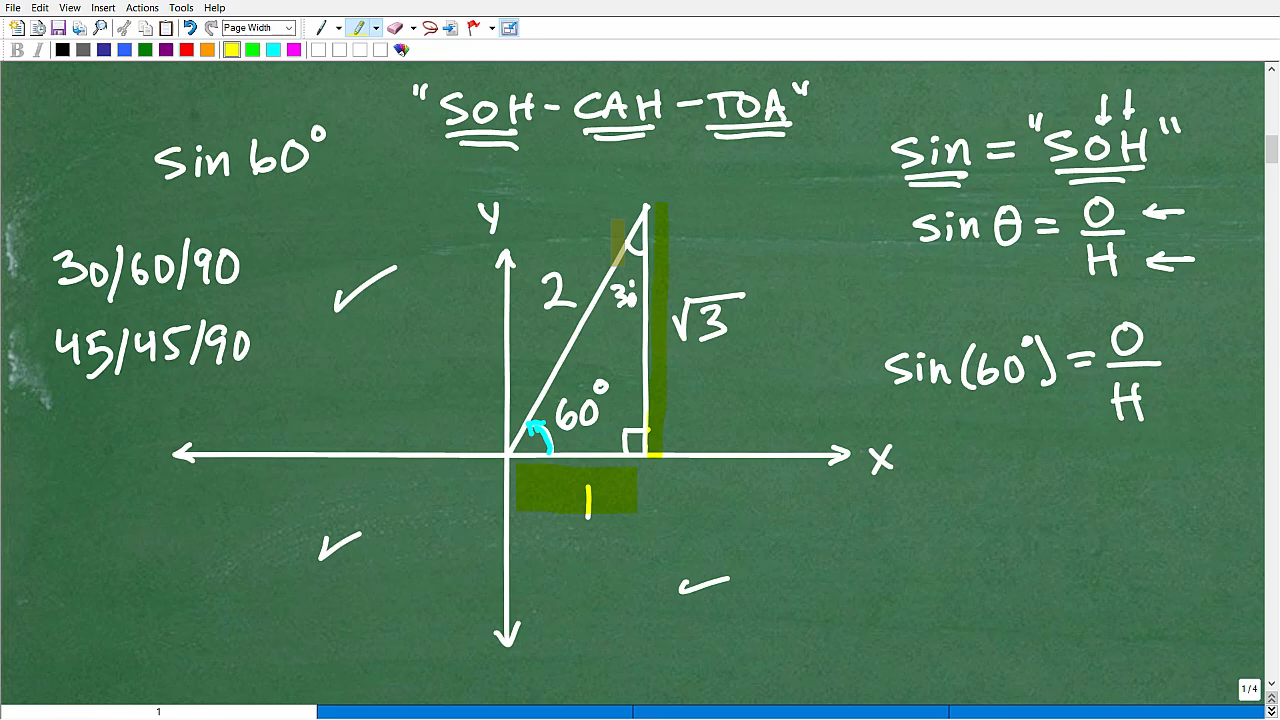 File Edit View Insert Actions Tools Help
Page Width
B I
"SOH - CAH - TOA"
sin 60°
sin = "SOH"
sin θ = O/H
30/60/90
45/45/90
y
2
30°
√3
60°
sin(60°) = O/H
x
1
1/4
1